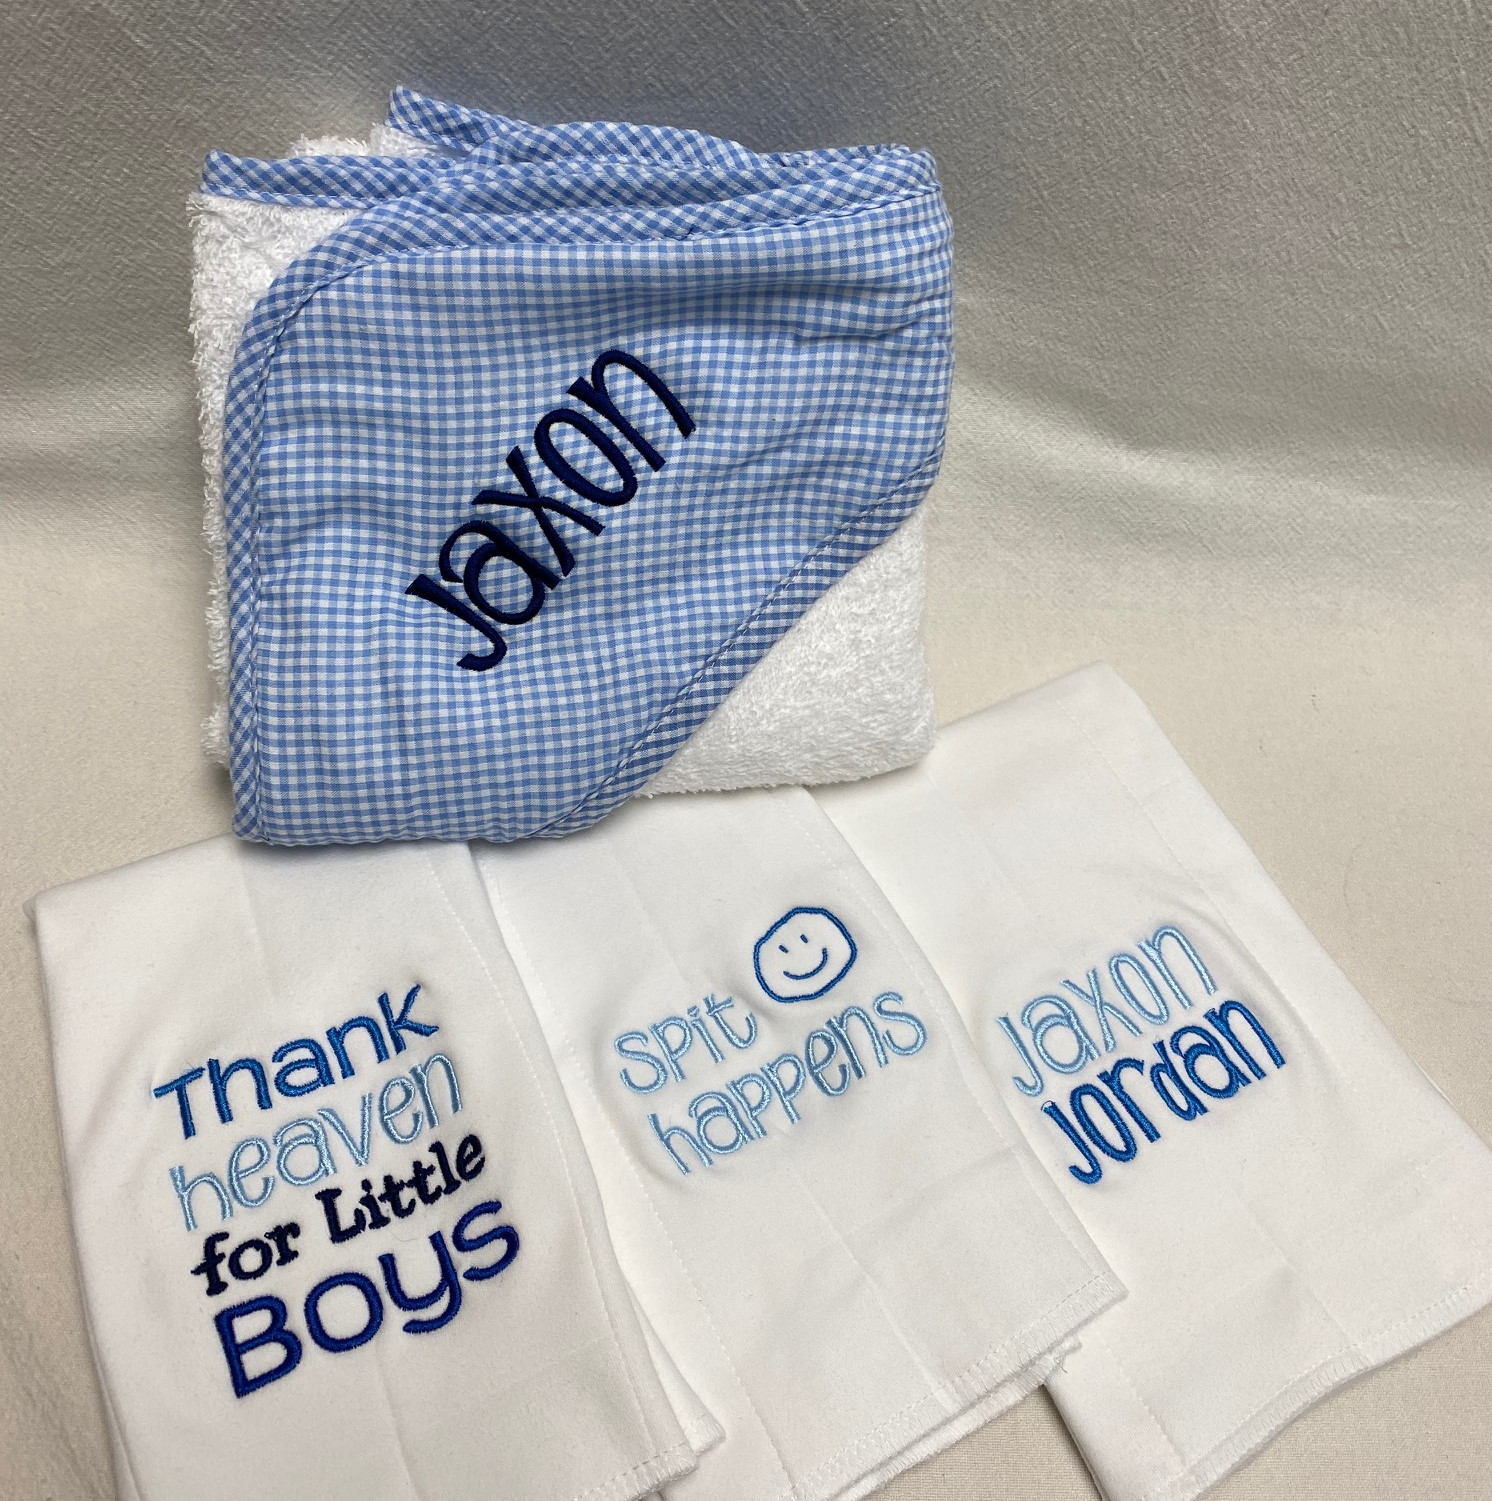 Jaxon
Thank
heaven
for Little
Boys
Spit
happens
Jaxon
Jordan